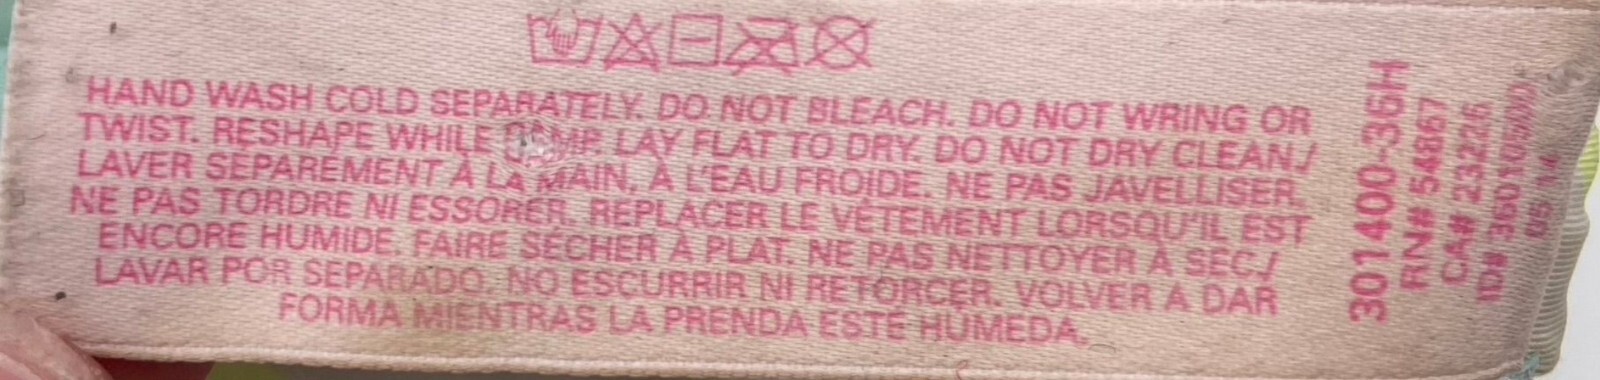 HAND WASH COLD SEPARATELY. DO NOT BLEACH. DO NOT WRING OR
TWIST. RESHAPE WHILE DAMP. LAY FLAT TO DRY. DO NOT DRY CLEAN./
LAVER SÉPARÉMENT À LA MAIN, À L'EAU FROIDE. NE PAS JAVELLISER.
NE PAS TORDRE NI ESSORER. REPLACER LE VÊTEMENT LORSQU'IL EST
ENCORE HUMIDE. FAIRE SÉCHER À PLAT. NE PAS NETTOYER À SEC./
LAVAR POR SEPARADO. NO ESCURRIR NI RETORCER. VOLVER A DAR
FORMA MIENTRAS LA PRENDA ESTÉ HÚMEDA.
301400-36H
RN# 54867
CA# 23226
ID#